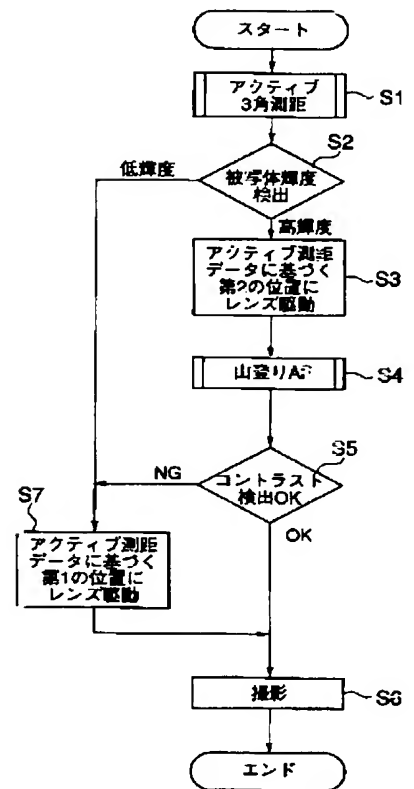 スタート
アクティブ
3角測距
S1
S2
低輝度
被写体輝度
検出
高輝度
アクティブ測距
データに基づく
第2の位置に
レンズ駆動
S3
山登りAF
S4
S5
NG
コントラスト
検出OK
OK
S7
アクティブ測距
データに基づく
第1の位置に
レンズ駆動
撮影
S6
エンド